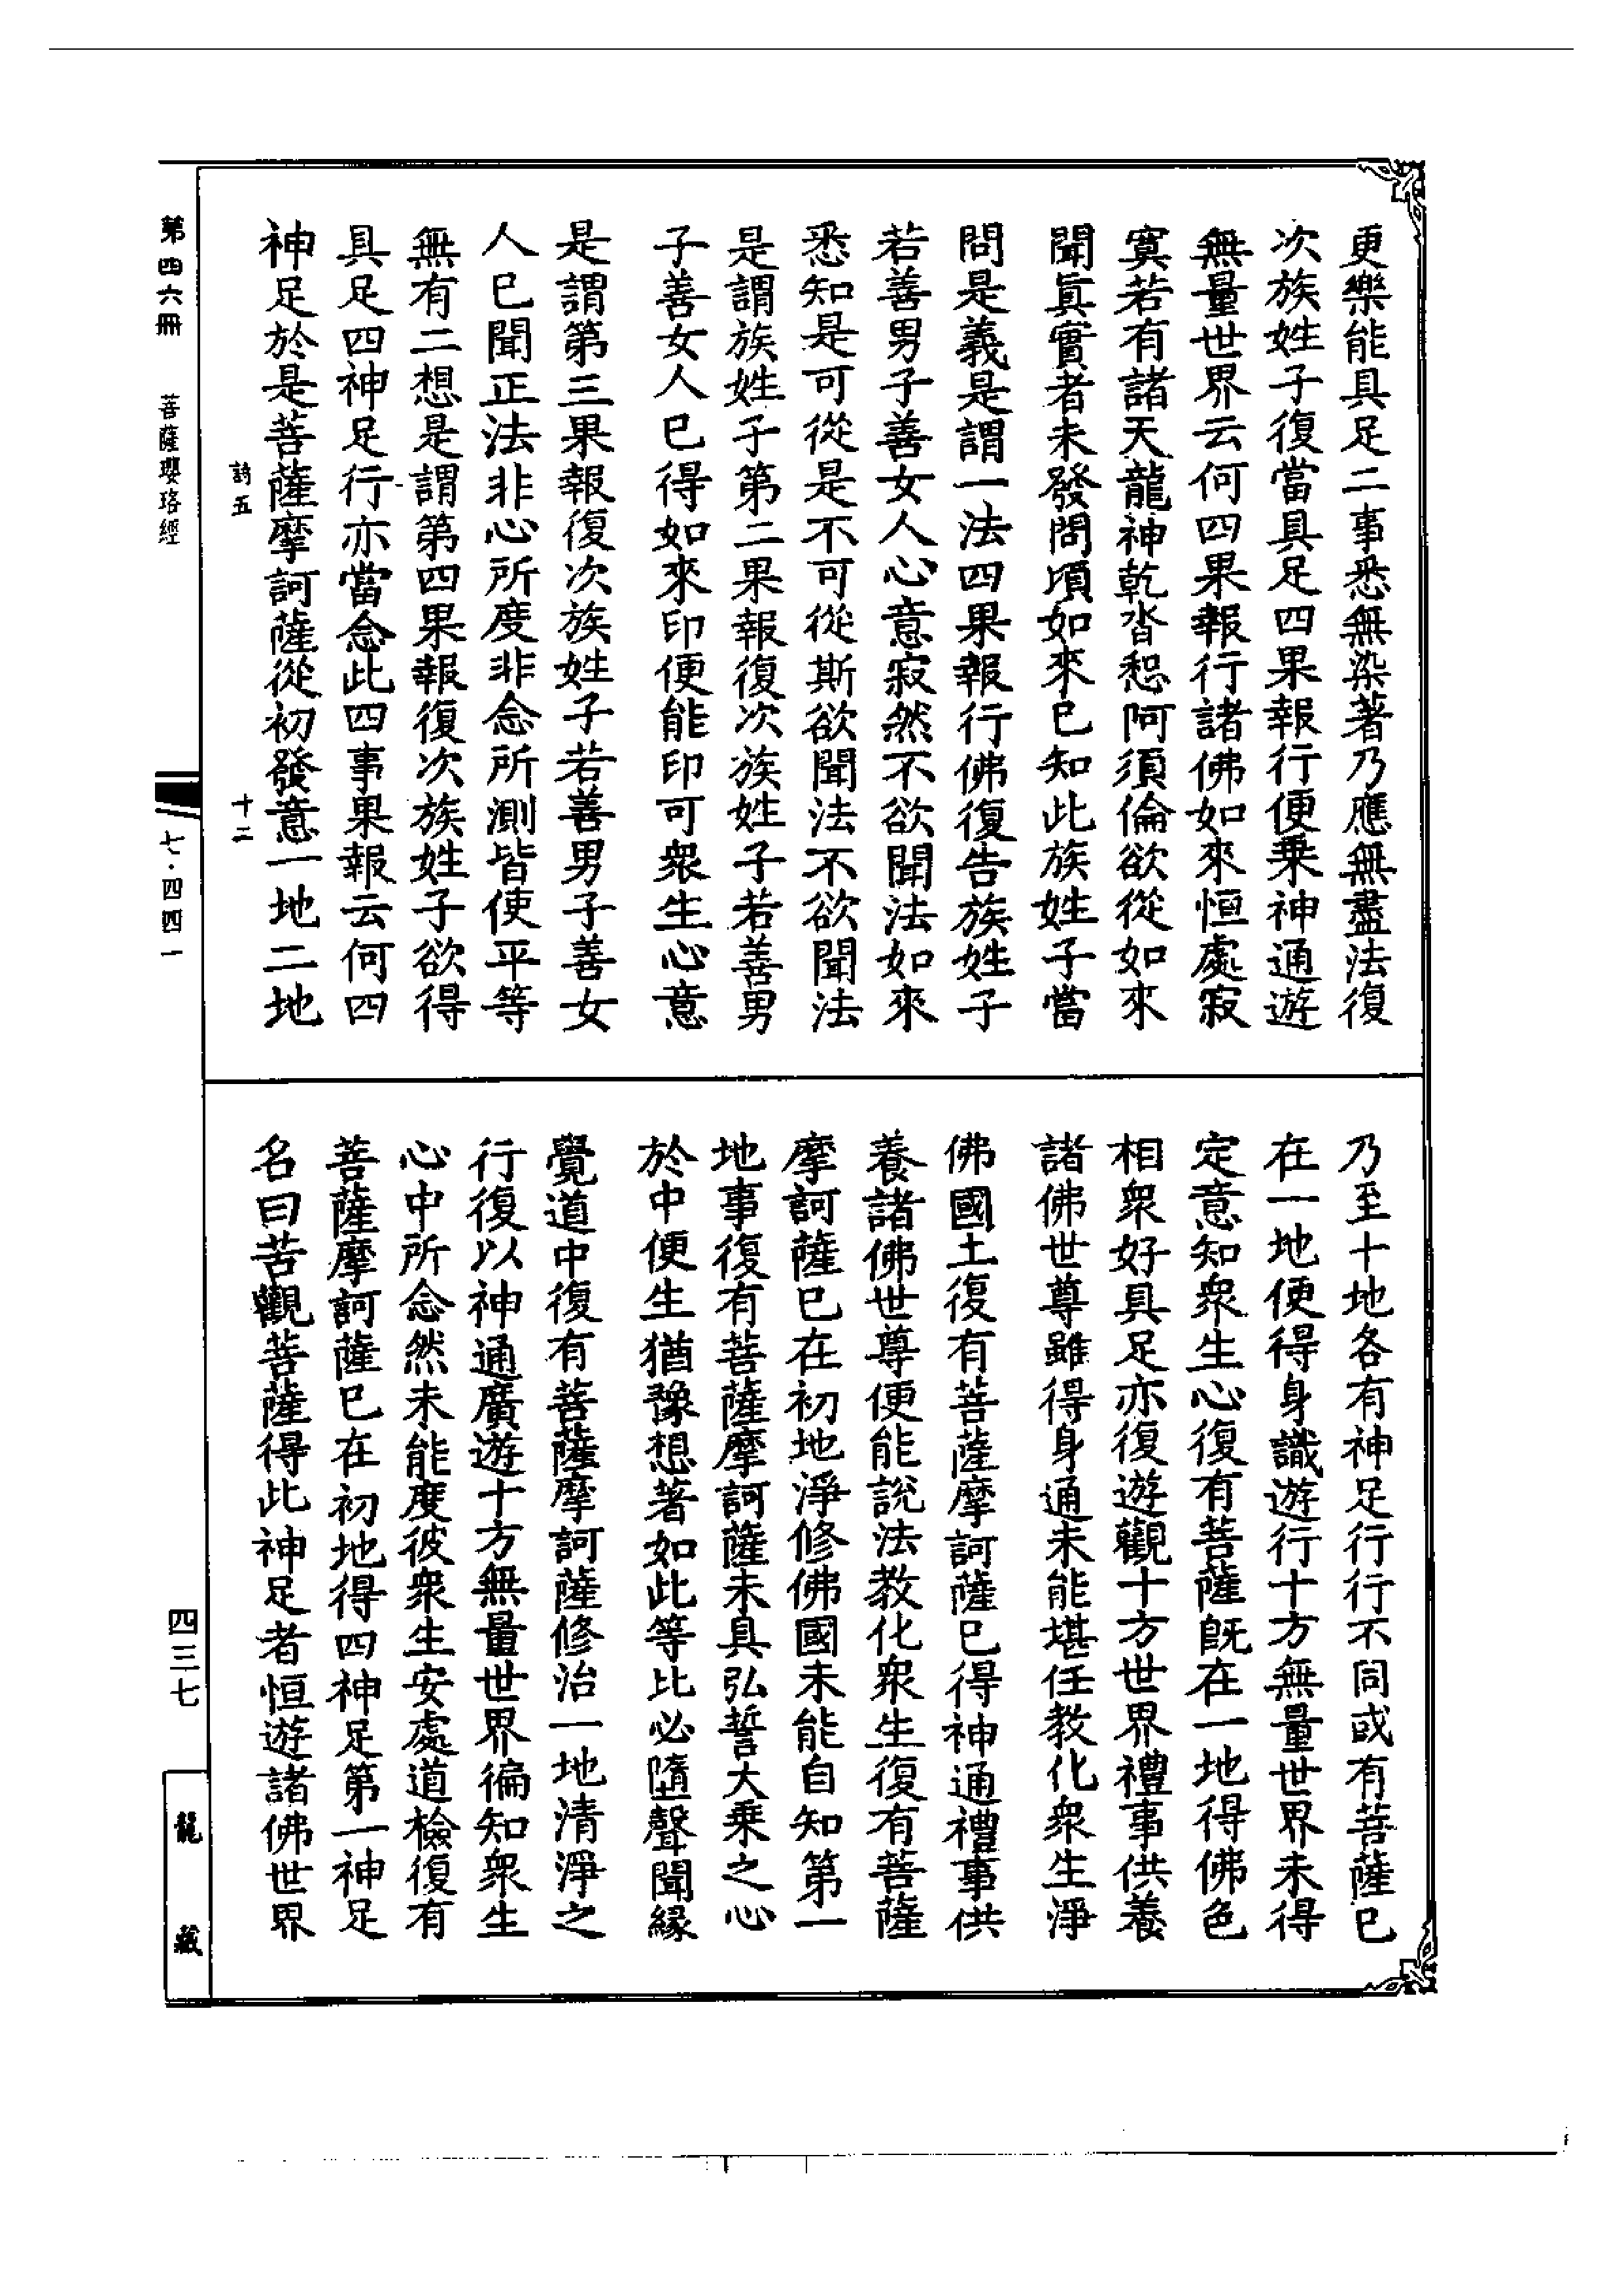 更樂能具足二事悉無染著乃應無盡法復
次族姓子復當具足四果報行便乗神通遊
無量世界云何四果報行諸佛如來恒處寂
寞若有諸天龍神乾沓惒阿須倫欲從如來
聞眞實者未發問頃如來已知此族姓子當
問是義是謂一法四果報行佛復告族姓子
若善男子善女人心意寂然不欲聞法如來
悉知是可從是不可從斯欲聞法不欲聞法
是謂族姓子第二果報復次族姓子若善男
子善女人已得如來印便能印可衆生心意
是謂第三果報復次族姓子若善男子善女
人已聞正法非心所度非念所測皆使平等
無有二想是謂第四果報復次族姓子欲得
具足四神足行亦當念此四事果報云何四
神足於是菩薩摩訶薩從初發意一地二地
乃至十地各有神足行行不同或有菩薩已
在一地便得身識遊行十方無量世界未得
定意知衆生心復有菩薩旣在一地得佛色
相衆好具足亦復遊觀十方世界禮事供養
諸佛世尊雖得身通未能堪任教化衆生淨
佛國土復有菩薩摩訶薩已得神通禮事供
養諸佛世尊便能説法教化衆生復有菩薩
摩訶薩已在初地淨修佛國未能自知第一
地事復有菩薩摩訶薩未具弘誓大乗之心
於中便生猶豫想著如此等比必墮聲聞縁
覺道中復有菩薩摩訶薩修治一地清淨之
行復以神通廣遊十方無量世界徧知衆生
心中所念然未能度彼衆生安處道檢復有
菩薩摩訶薩已在初地得四神足第一神足
名曰苦觀菩薩得此神足者恒遊諸佛世界
詩五 十二
第四六冊 菩薩瓔珞經 七·四四一
四三七
龍藏